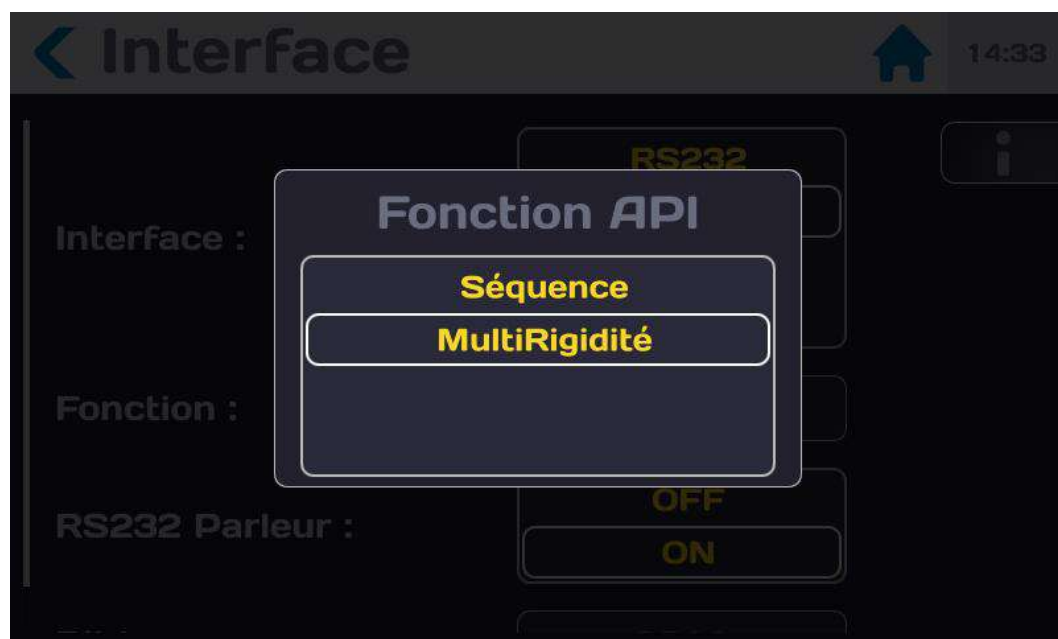 Interface
14:33
RS232
Fonction API
Interface :
Séquence
MultiRigidité
Fonction :
OFF
RS232 Parleur :
ON